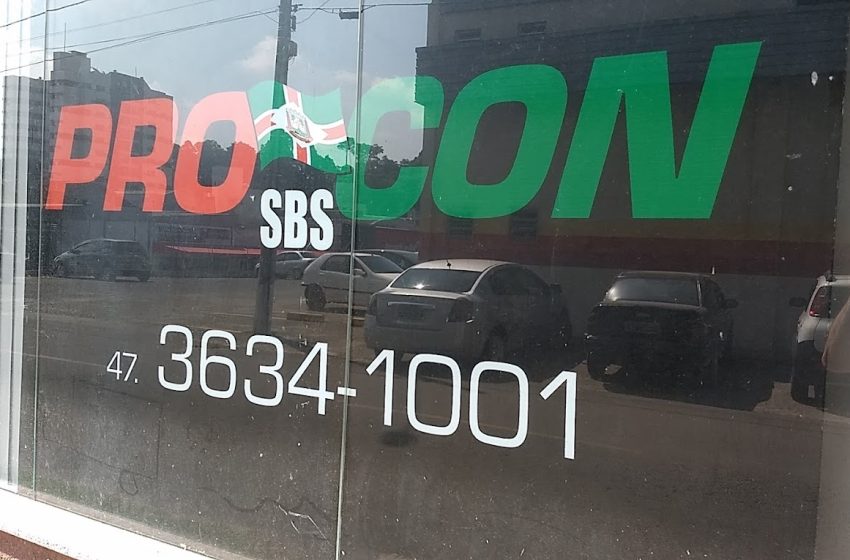 PROCON
SBS
47. 3634-1001